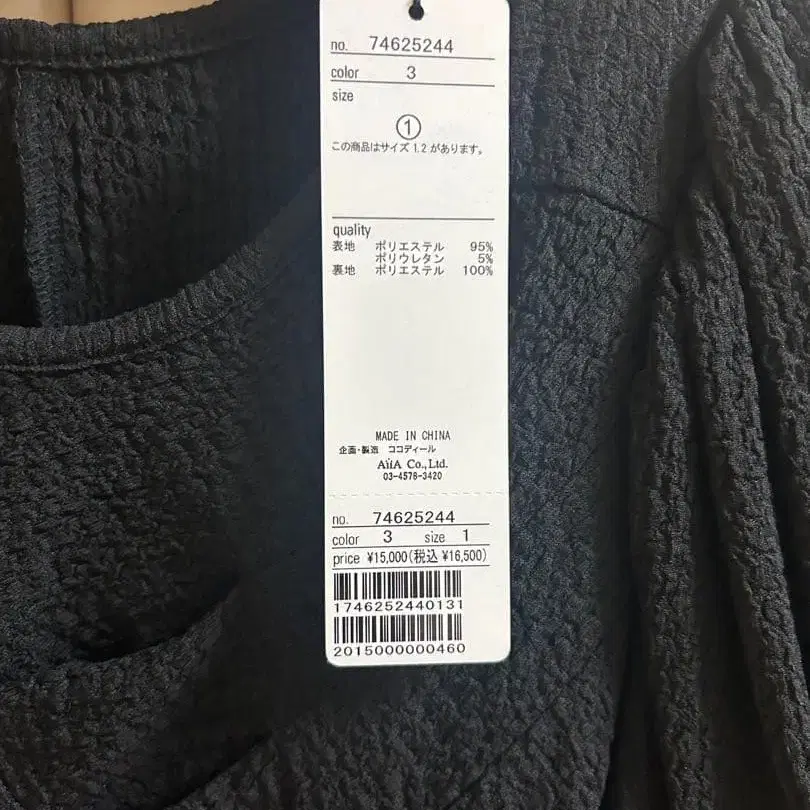 no. 74625244
color 3
size
①
この商品はサイズ 1.2 があります。
quality
表地 ポリエステル 95%
ポリウレタン 5%
裏地 ポリエステル 100%
MADE IN CHINA
企画・製造 ココディール
AiiA Co.,Ltd.
03-4578-3420
no. 74625244
color 3 size 1
price ¥15,000(税込 ¥16,500)
1746252440131
2015000000460